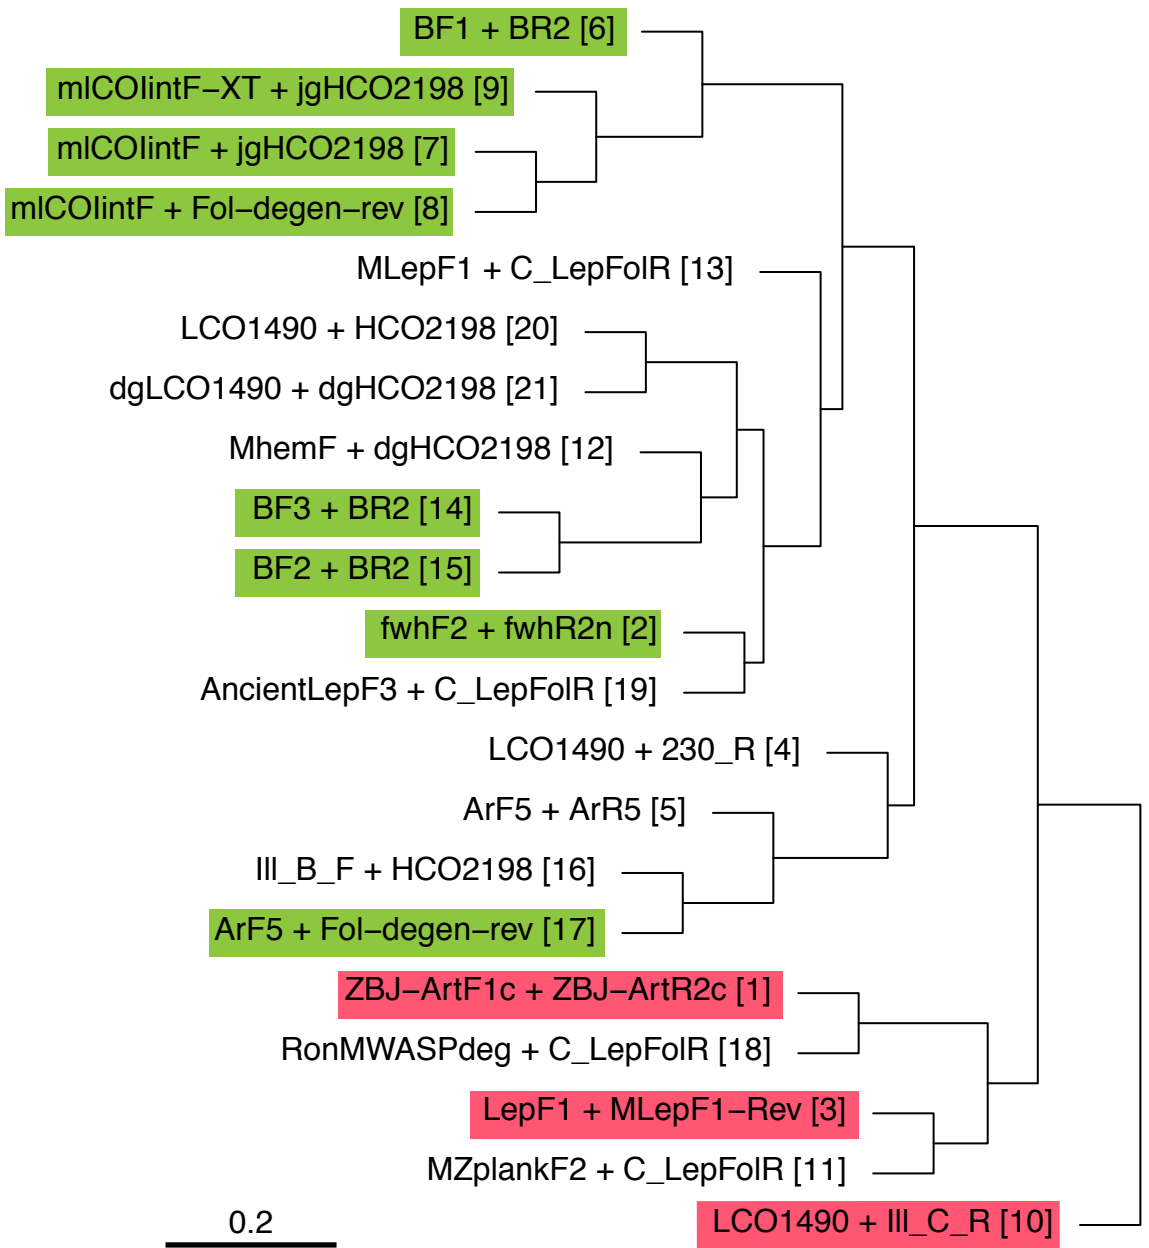 BF1 + BR2 [6]
mlCOIintF−XT + jgHCO2198 [9]
mlCOIintF + jgHCO2198 [7]
mlCOIintF + Fol−degen−rev [8]
MLepF1 + C_LepFolR [13]
LCO1490 + HCO2198 [20]
dgLCO1490 + dgHCO2198 [21]
MhemF + dgHCO2198 [12]
BF3 + BR2 [14]
BF2 + BR2 [15]
fwhF2 + fwhR2n [2]
AncientLepF3 + C_LepFolR [19]
LCO1490 + 230_R [4]
ArF5 + ArR5 [5]
Ill_B_F + HCO2198 [16]
ArF5 + Fol−degen−rev [17]
ZBJ−ArtF1c + ZBJ−ArtR2c [1]
RonMWASPdeg + C_LepFolR [18]
LepF1 + MLepF1−Rev [3]
MZplankF2 + C_LepFolR [11]
LCO1490 + Ill_C_R [10]
0.2